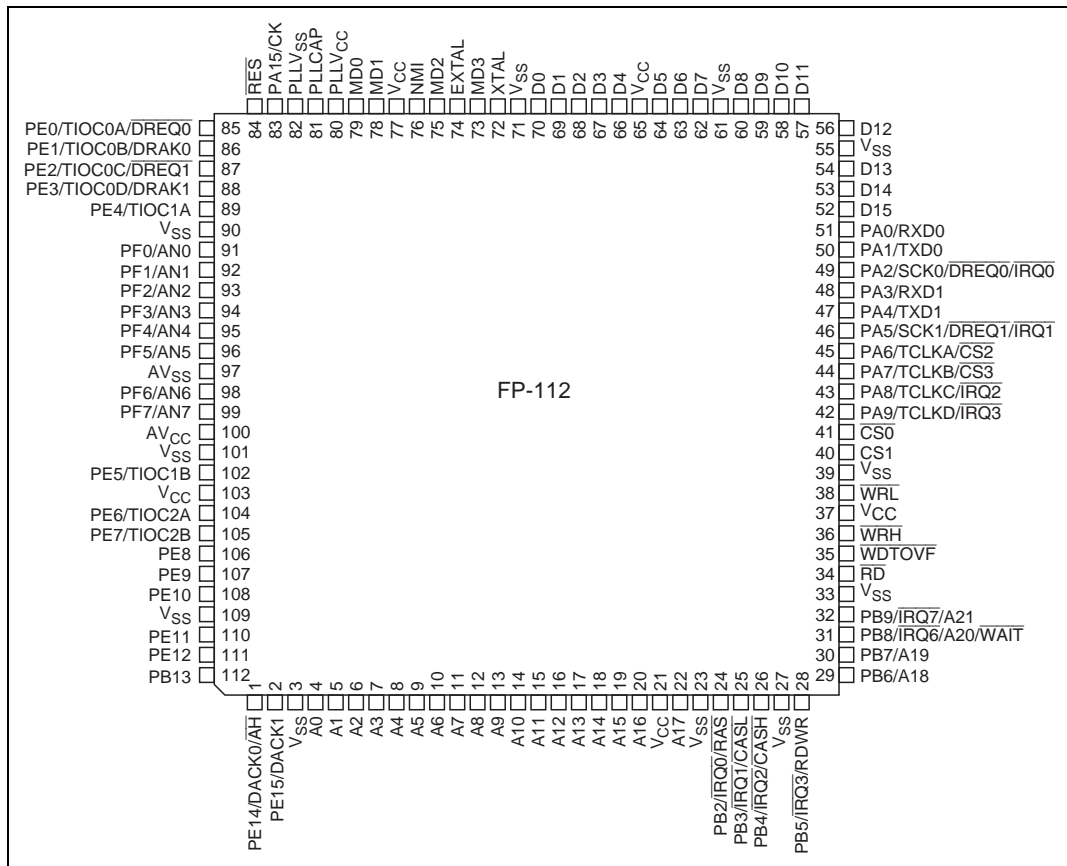 RES
PA15/CK
PLLVSS
PLLCAP
PLLVCC
MD0
MD1
VCC
NMI
MD2
EXTAL
MD3
XTAL
VSS
D0
D1
D2
D3
D4
VCC
D5
D6
D7
VSS
D8
D9
D10
D11
84
83
82
81
80
79
78
77
76
75
74
73
72
71
70
69
68
67
66
65
64
63
62
61
60
59
58
57
PE0/TIOC0A/DREQ0 85
PE1/TIOC0B/DRAK0 86
PE2/TIOC0C/DREQ1 87
PE3/TIOC0D/DRAK1 88
PE4/TIOC1A 89
VSS 90
PF0/AN0 91
PF1/AN1 92
PF2/AN2 93
PF3/AN3 94
PF4/AN4 95
PF5/AN5 96
AVSS 97
PF6/AN6 98
PF7/AN7 99
AVCC 100
VSS 101
PE5/TIOC1B 102
VCC 103
PE6/TIOC2A 104
PE7/TIOC2B 105
PE8 106
PE9 107
PE10 108
VSS 109
PE11 110
PE12 111
PB13 112
FP-112
56 D12
55 VSS
54 D13
53 D14
52 D15
51 PA0/RXD0
50 PA1/TXD0
49 PA2/SCK0/DREQ0/IRQ0
48 PA3/RXD1
47 PA4/TXD1
46 PA5/SCK1/DREQ1/IRQ1
45 PA6/TCLKA/CS2
44 PA7/TCLKB/CS3
43 PA8/TCLKC/IRQ2
42 PA9/TCLKD/IRQ3
41 CS0
40 CS1
39 VSS
38 WRL
37 VCC
36 WRH
35 WDTOVF
34 RD
33 VSS
32 PB9/IRQ7/A21
31 PB8/IRQ6/A20/WAIT
30 PB7/A19
29 PB6/A18
1
2
3
4
5
6
7
8
9
10
11
12
13
14
15
16
17
18
19
20
21
22
23
24
25
26
27
28
PE14/DACK0/AH
PE15/DACK1
VSS
A0
A1
A2
A3
A4
A5
A6
A7
A8
A9
A10
A11
A12
A13
A14
A15
A16
VCC
A17
VSS
PB2/IRQ0/RAS
PB3/IRQ1/CASL
PB4/IRQ2/CASH
VSS
PB5/IRQ3/RDWR